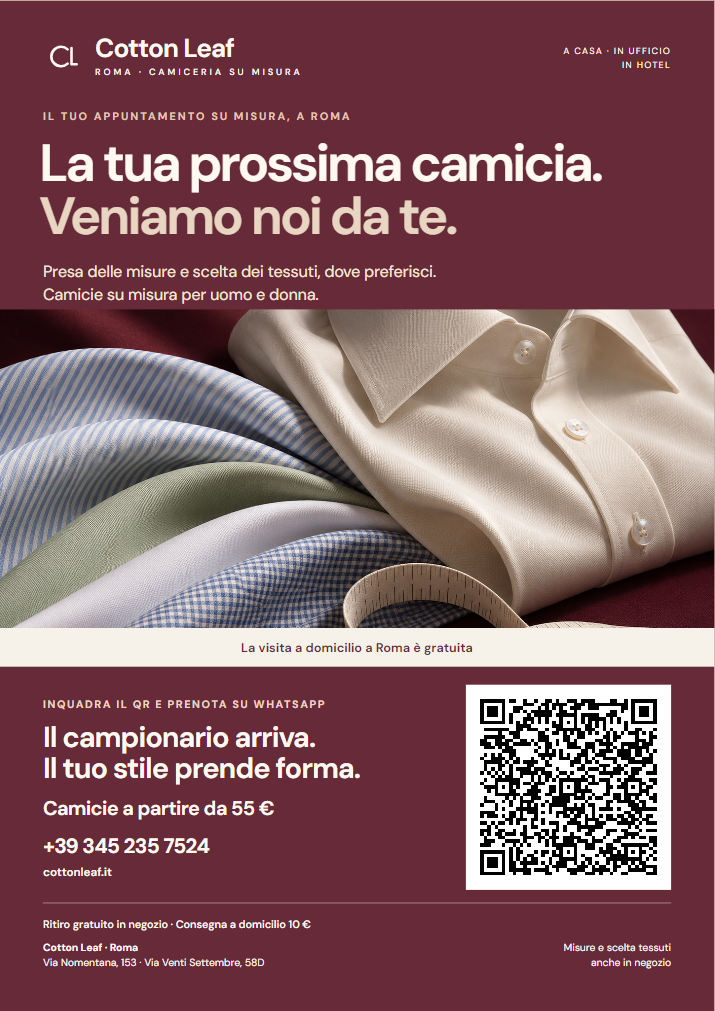 CL
Cotton Leaf
ROMA · CAMICERIA SU MISURA
A CASA · IN UFFICIO
IN HOTEL
IL TUO APPUNTAMENTO SU MISURA, A ROMA
La tua prossima camicia.
Veniamo noi da te.
Presa delle misure e scelta dei tessuti, dove preferisci.
Camicie su misura per uomo e donna.
La visita a domicilio a Roma è gratuita
INQUADRA IL QR E PRENOTA SU WHATSAPP
Il campionario arriva.
Il tuo stile prende forma.
Camicie a partire da 55 €
+39 345 235 7524
cottonleaf.it
Ritiro gratuito in negozio · Consegna a domicilio 10 €
Cotton Leaf · Roma
Via Nomentana, 153 · Via Venti Settembre, 58D
Misure e scelta tessuti
anche in negozio